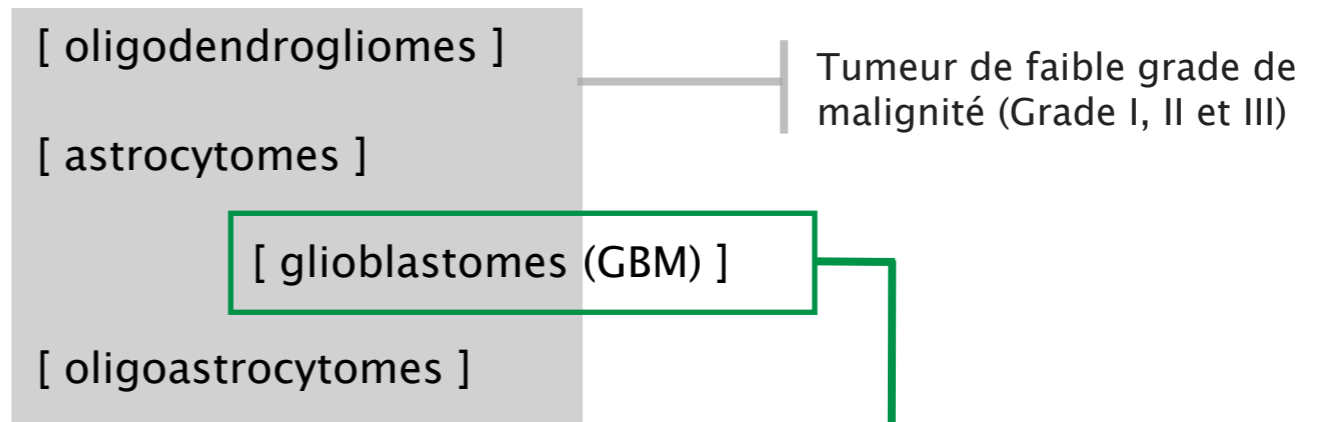 [ oligodendrogliomes ]
Tumeur de faible grade de
malignité (Grade I, II et III)
[ astrocytomes ]
[ glioblastomes (GBM) ]
[ oligoastrocytomes ]